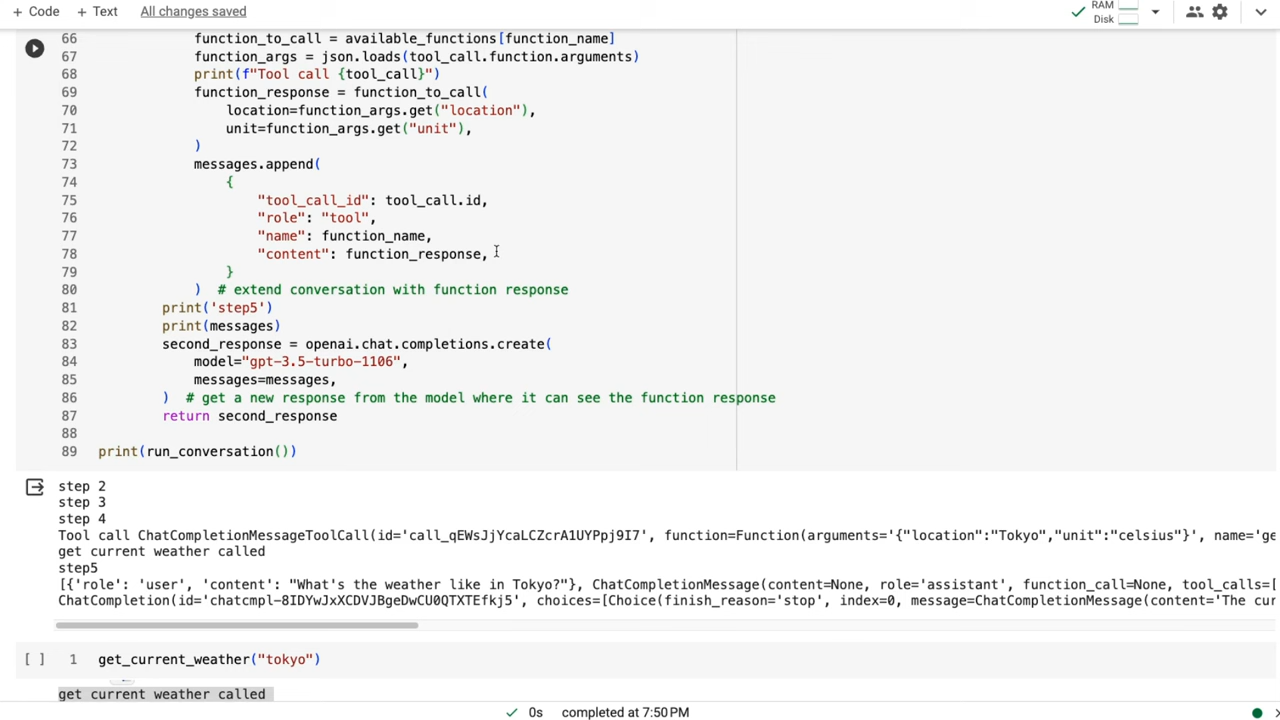 + Code + Text All changes saved RAM
Disk
66 function_to_call = available_functions[function_name]
67 function_args = json.loads(tool_call.function.arguments)
68 print(f"Tool call {tool_call}")
69 function_response = function_to_call(
70 location=function_args.get("location"),
71 unit=function_args.get("unit"),
72 )
73 messages.append(
74 {
75 "tool_call_id": tool_call.id,
76 "role": "tool",
77 "name": function_name,
78 "content": function_response,
79 }
80 ) # extend conversation with function response
81 print('step5')
82 print(messages)
83 second_response = openai.chat.completions.create(
84 model="gpt-3.5-turbo-1106",
85 messages=messages,
86 ) # get a new response from the model where it can see the function response
87 return second_response
88
89 print(run_conversation())
step 2
step 3
step 4
Tool call ChatCompletionMessageToolCall(id='call_qEWsJjYcaLCZcrA1UYPpj9I7', function=Function(arguments='{"location":"Tokyo","unit":"celsius"}', name='ge
get current weather called
step5
[{'role': 'user', 'content': "What's the weather like in Tokyo?"}, ChatCompletionMessage(content=None, role='assistant', function_call=None, tool_calls=[
ChatCompletion(id='chatcmpl-8IDYwJxXCDVJBgeDwCU0QTXTEfkj5', choices=[Choice(finish_reason='stop', index=0, message=ChatCompletionMessage(content='The cur
[ ] 1 get_current_weather("tokyo")
get current weather called
0s completed at 7:50 PM